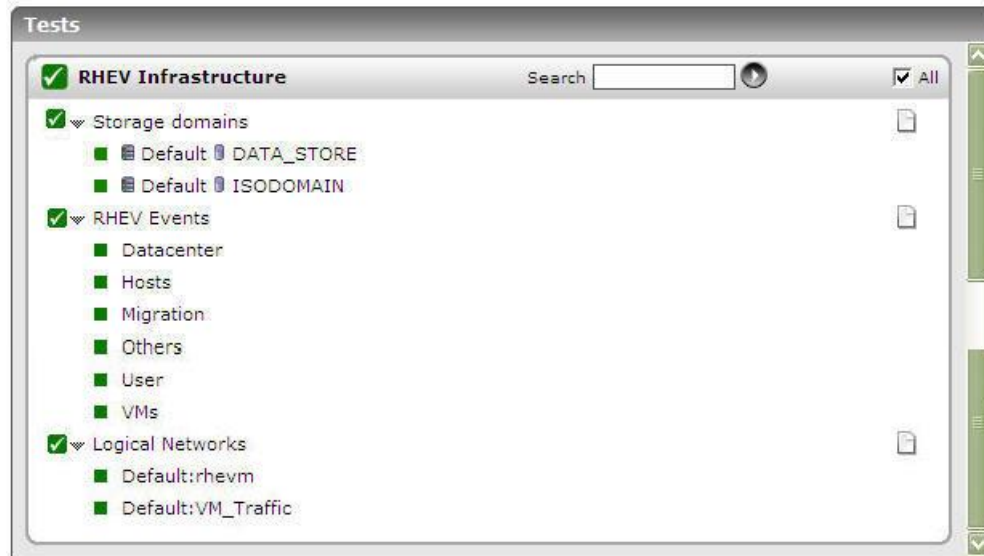 Tests
RHEV Infrastructure Search All
Storage domains
Default DATA_STORE
Default ISODOMAIN
RHEV Events
Datacenter
Hosts
Migration
Others
User
VMs
Logical Networks
Default:rhevm
Default:VM_Traffic